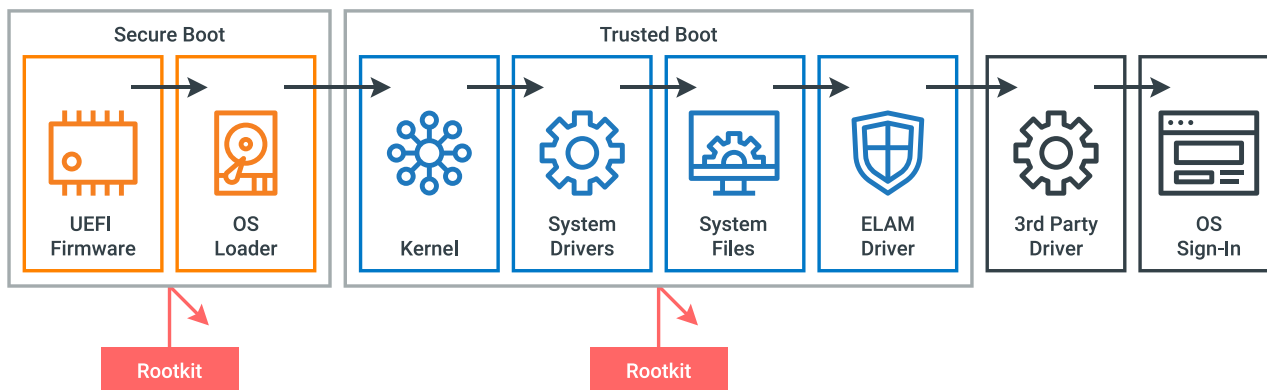 Secure Boot
Trusted Boot
UEFI
Firmware
OS
Loader
Kernel
System
Drivers
System
Files
ELAM
Driver
3rd Party
Driver
OS
Sign-In
Rootkit
Rootkit